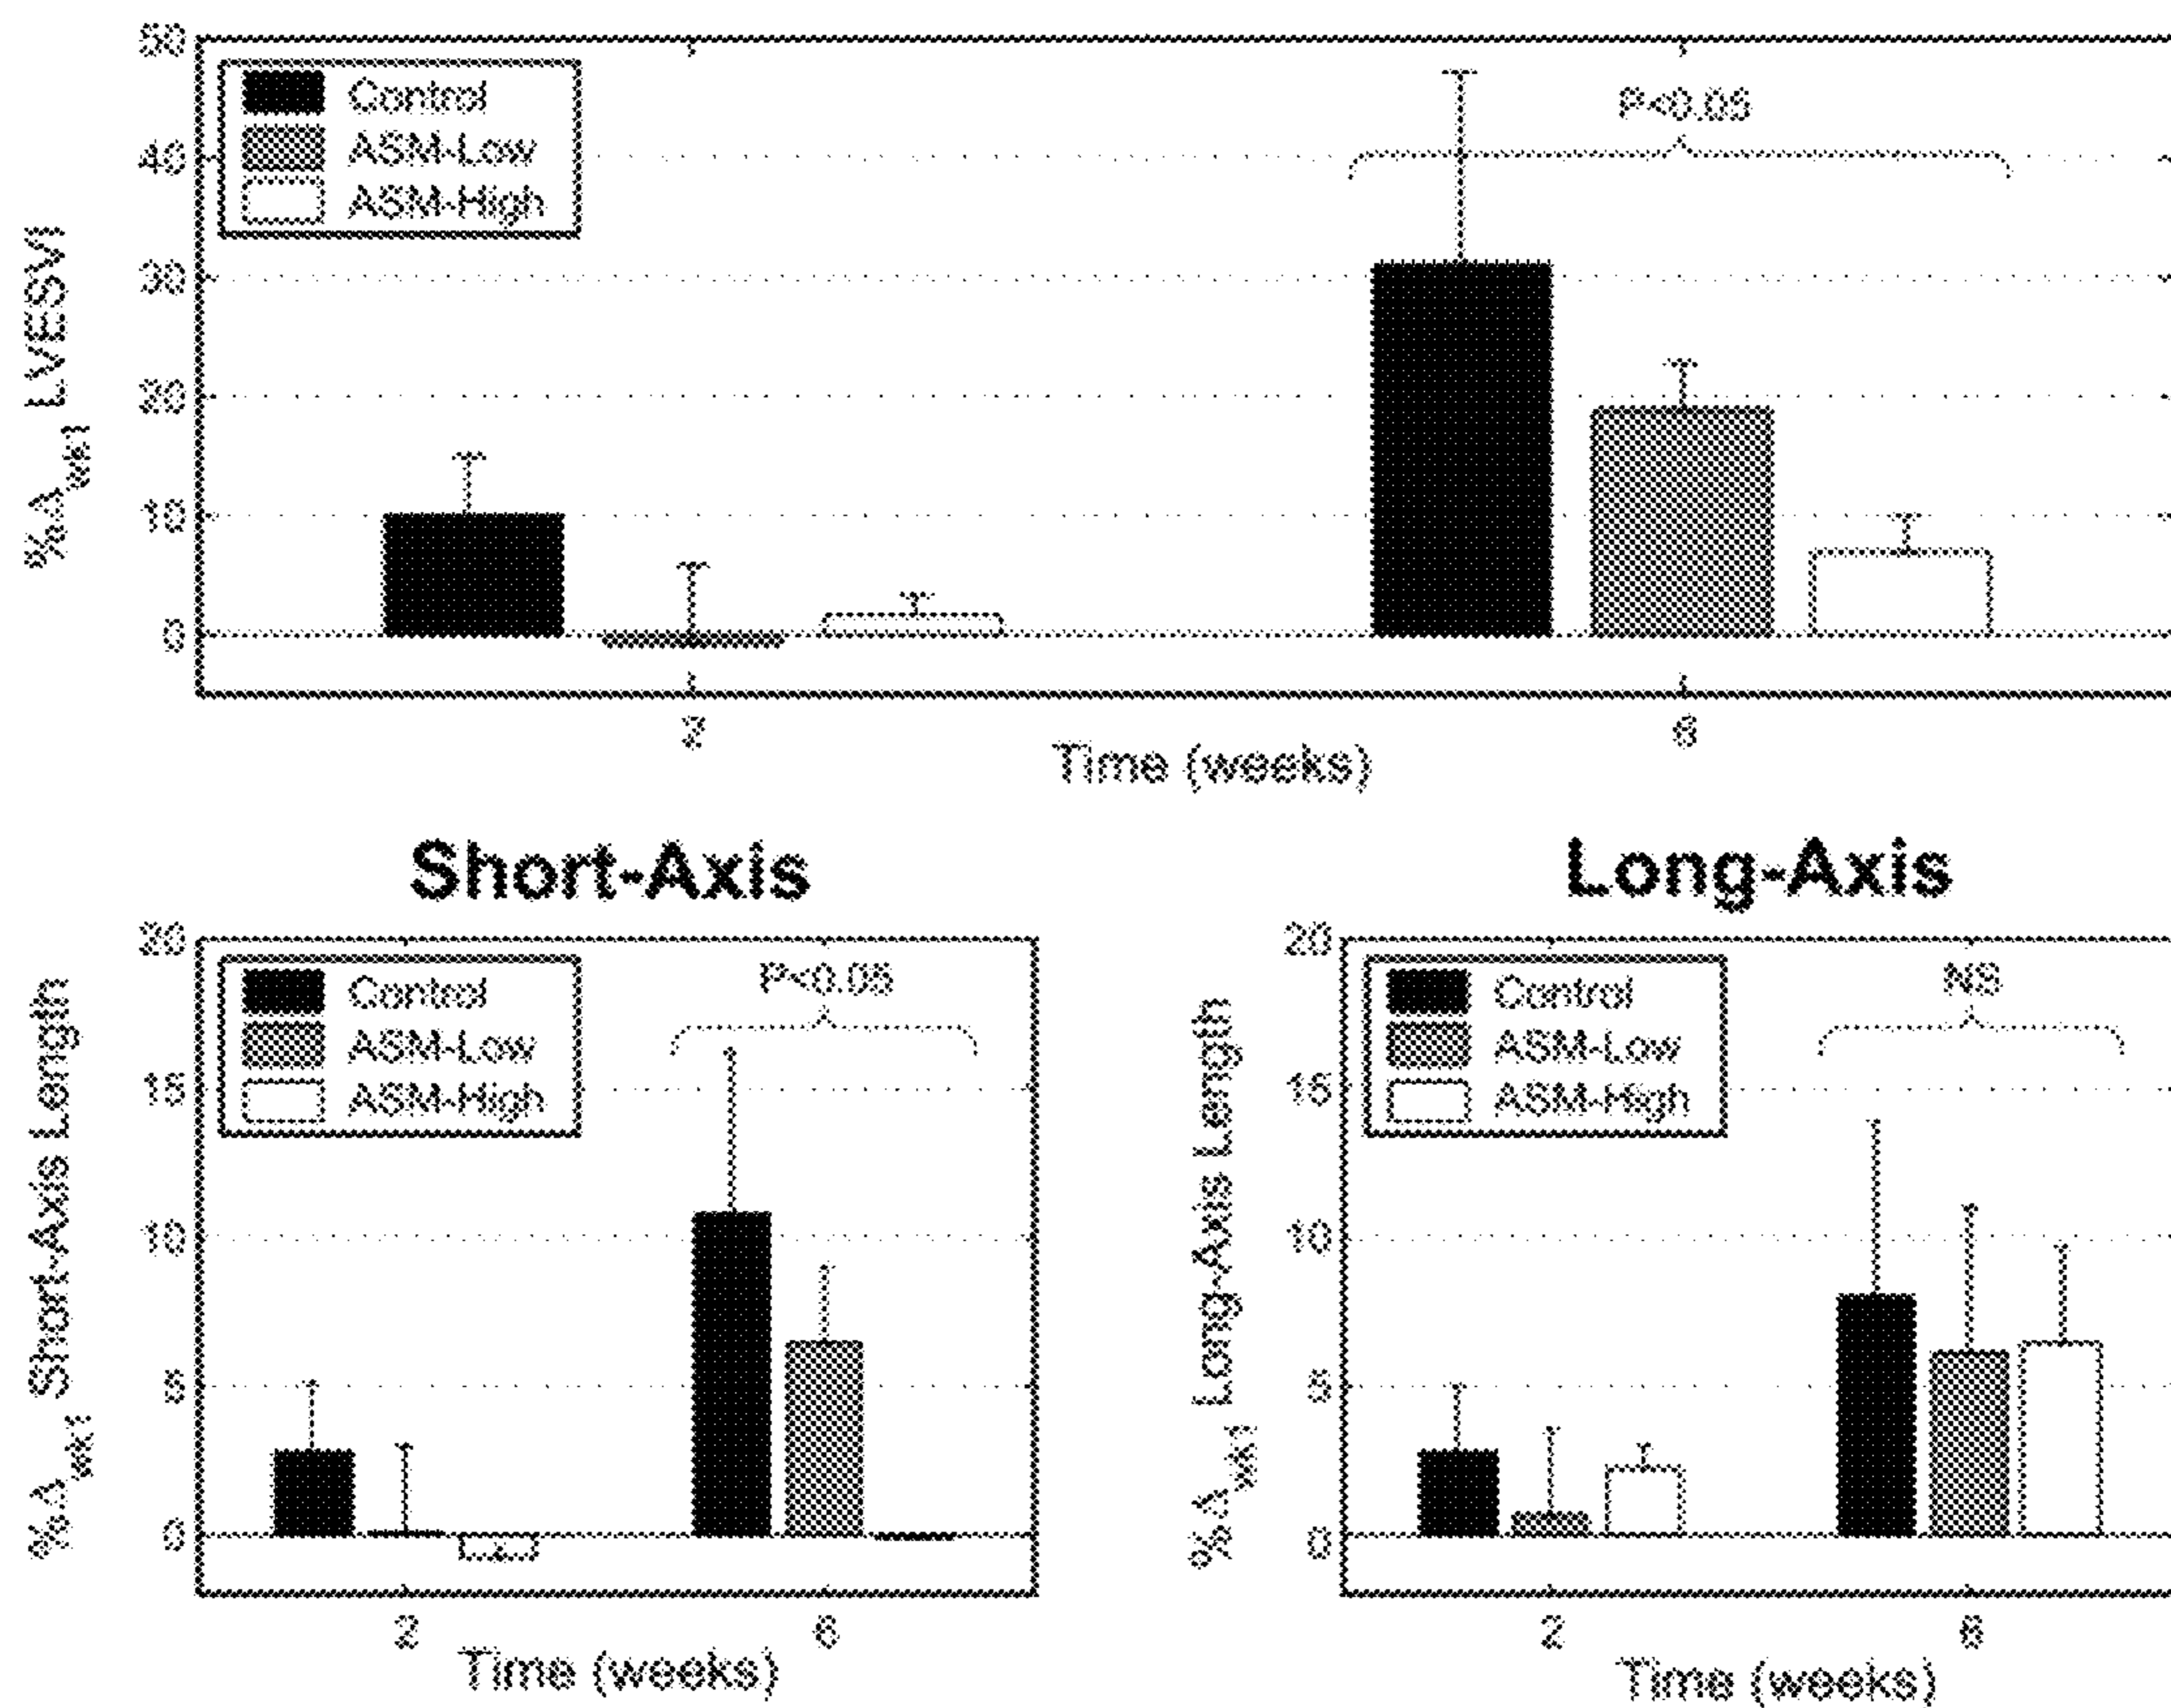 50
40
30
20
10
0
%Δ_wk1 LVESVI
Control
ASM-Low
ASM-High
P<0.05
2
6
Time (weeks)
Short-Axis
20
15
10
5
0
%Δ_wk1 Short-Axis Length
Control
ASM-Low
ASM-High
P<0.05
2
6
Time (weeks)
Long-Axis
20
15
10
5
0
%Δ_wk1 Long-Axis Length
Control
ASM-Low
ASM-High
NS
2
6
Time (weeks)